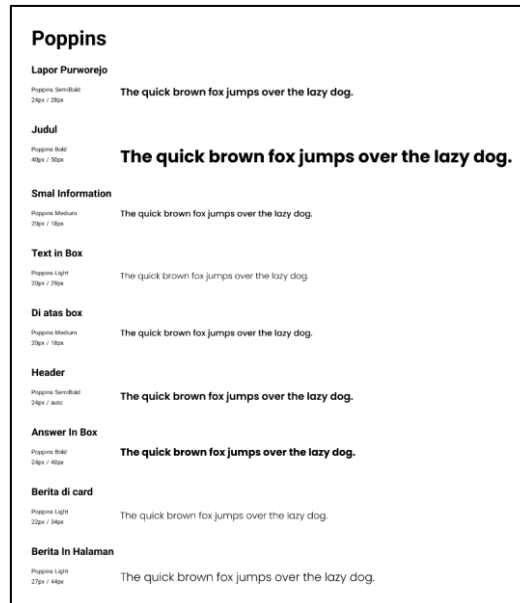 Poppins
Lapor Purworejo
Poppins SemiBold
24px / 28px
The quick brown fox jumps over the lazy dog.
Judul
Poppins Bold
40px / 50px
The quick brown fox jumps over the lazy dog.
Smal Information
Poppins Medium
20px / 18px
The quick brown fox jumps over the lazy dog.
Text in Box
Poppins Light
20px / 29px
The quick brown fox jumps over the lazy dog.
Di atas box
Poppins Medium
20px / 18px
The quick brown fox jumps over the lazy dog.
Header
Poppins SemiBold
24px / auto
The quick brown fox jumps over the lazy dog.
Answer In Box
Poppins Bold
24px / 40px
The quick brown fox jumps over the lazy dog.
Berita di card
Poppins Light
22px / 34px
The quick brown fox jumps over the lazy dog.
Berita In Halaman
Poppins Light
27px / 44px
The quick brown fox jumps over the lazy dog.